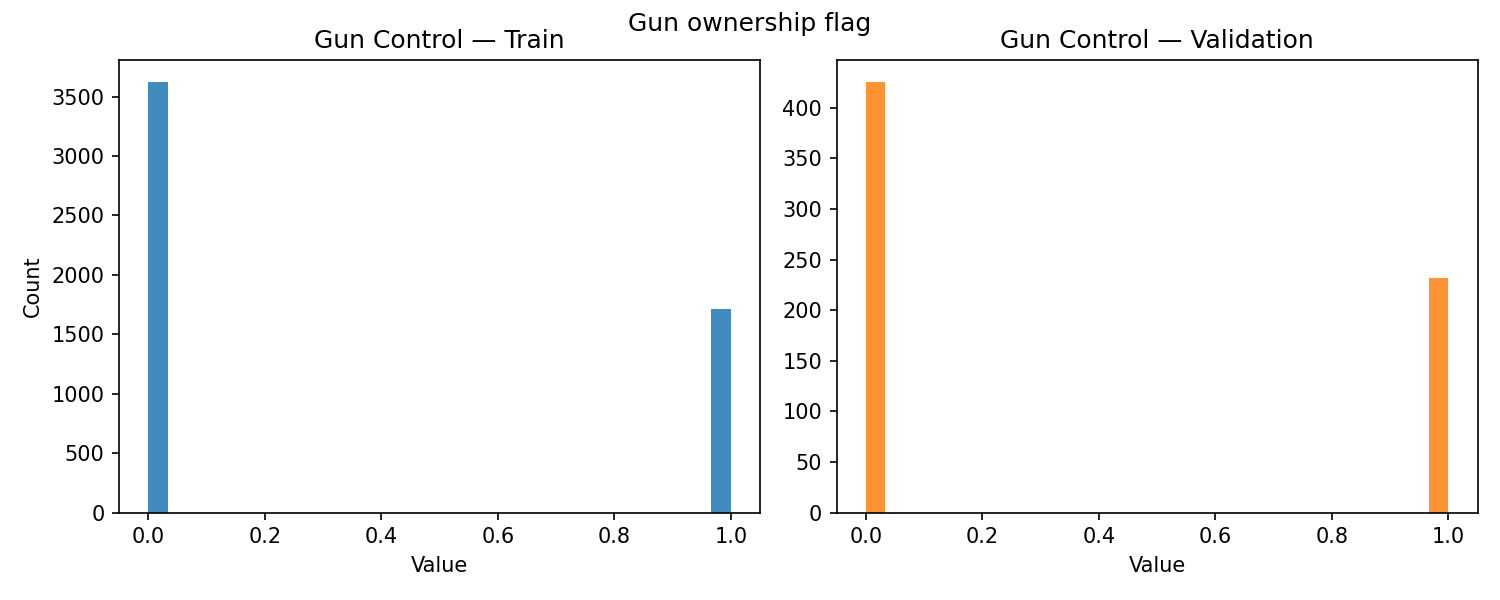 Gun ownership flag
Gun Control — Train
Gun Control — Validation
Count
3500
3000
2500
2000
1500
1000
500
0
0.0 0.2 0.4 0.6 0.8 1.0
Value
400
350
300
250
200
150
100
50
0
0.0 0.2 0.4 0.6 0.8 1.0
Value